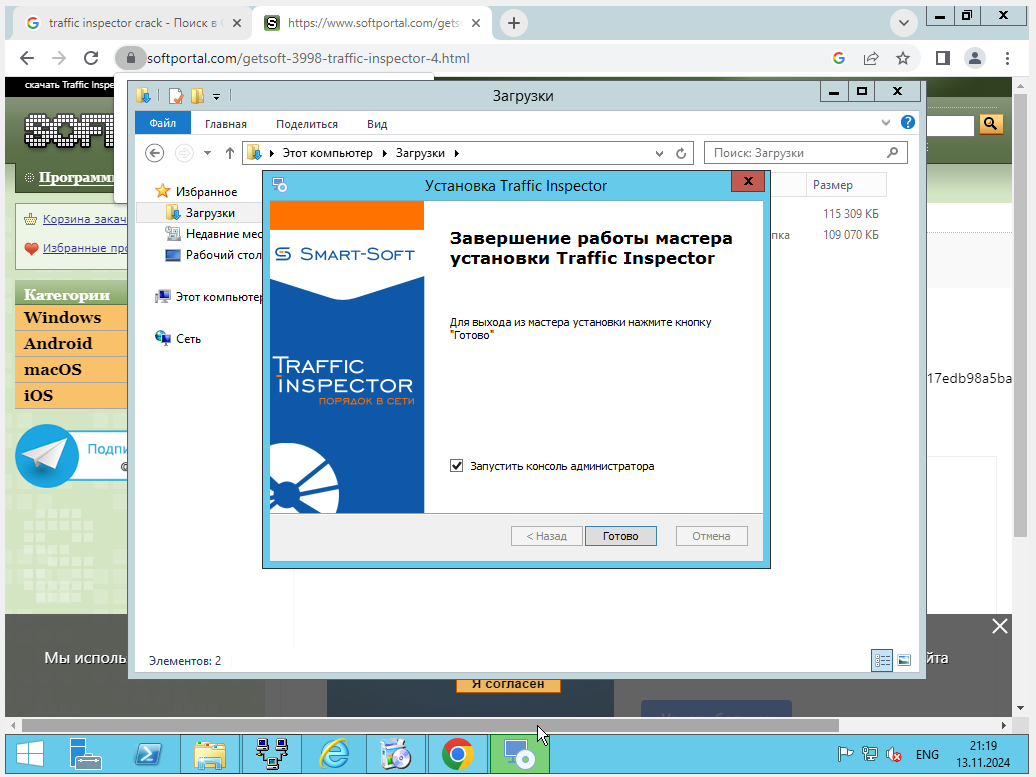 traffic inspector crack - Поиск в
https://www.softportal.com/gets
softportal.com/getsoft-3998-traffic-inspector-4.html
скачать Traffic Inspe
SOFT
Программ
Корзина закач
Избранные про
Категории
Windows
Android
macOS
iOS
Подпи
@
17edb98a5ba
Мы использ
йта
Я согласен
Загрузки
Файл
Главная
Поделиться
Вид
Этот компьютер
Загрузки
Поиск: Загрузки
Избранное
Загрузки
Недавние мес
Рабочий стол
Этот компьютер
Сеть
Размер
115 309 КБ
пка
109 070 КБ
Элементов: 2
Установка Traffic Inspector
SMART-SOFT
TRAFFIC
INSPECTOR
ПОРЯДОК В СЕТИ
Завершение работы мастера
установки Traffic Inspector
Для выхода из мастера установки нажмите кнопку
"Готово"
Запустить консоль администратора
< Назад
Готово
Отмена
ENG
21:19
13.11.2024